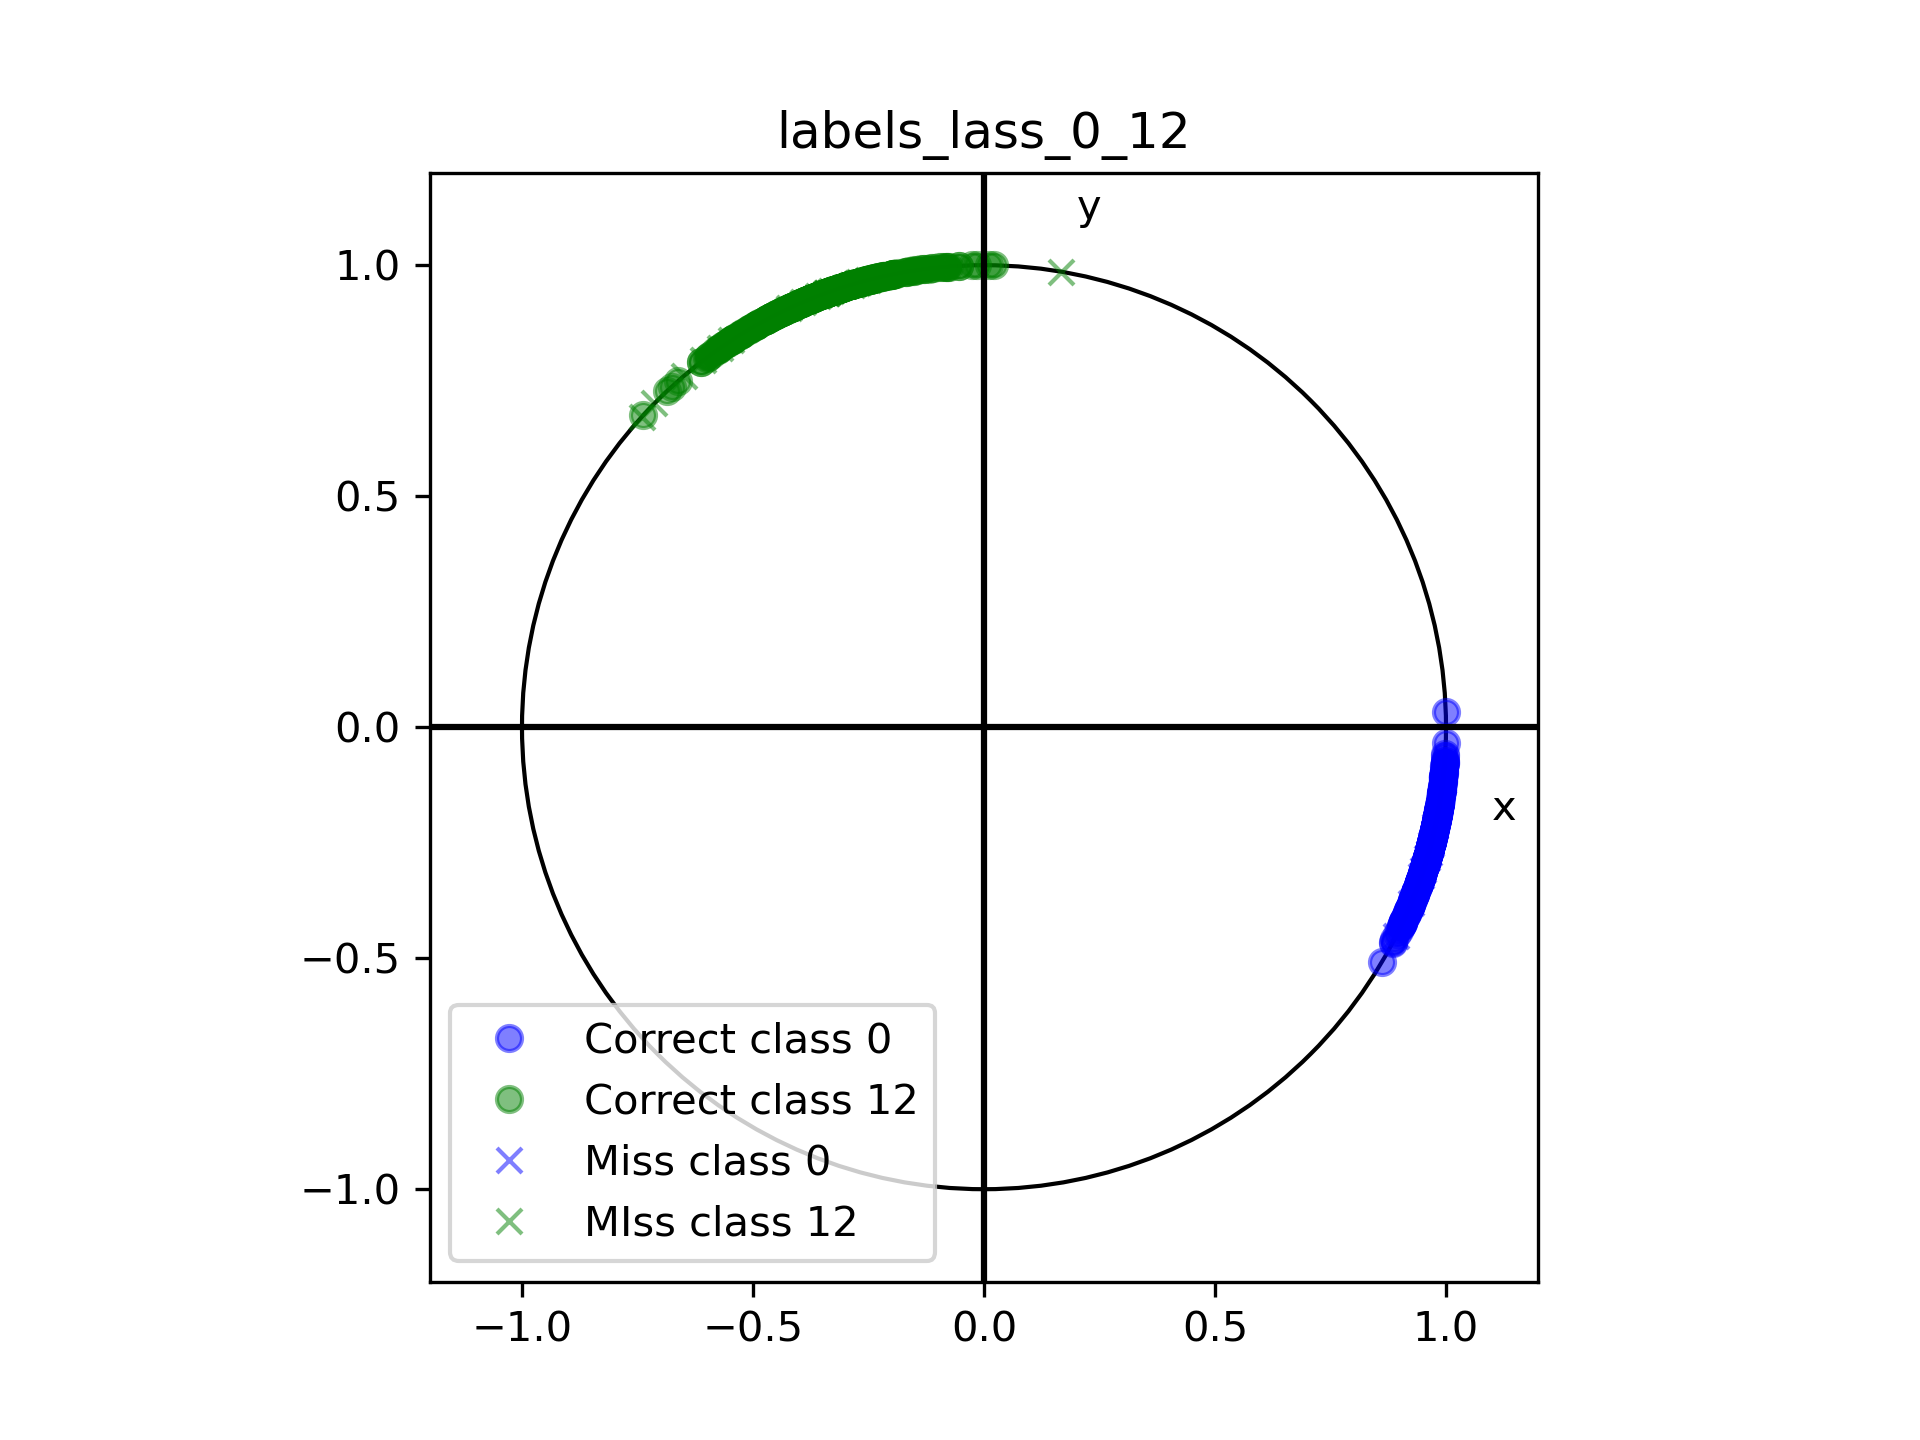 labels_lass_0_12
y
1.0
0.5
0.0
−0.5
−1.0
x
Correct class 0
Correct class 12
Miss class 0
MIss class 12
−1.0 −0.5 0.0 0.5 1.0